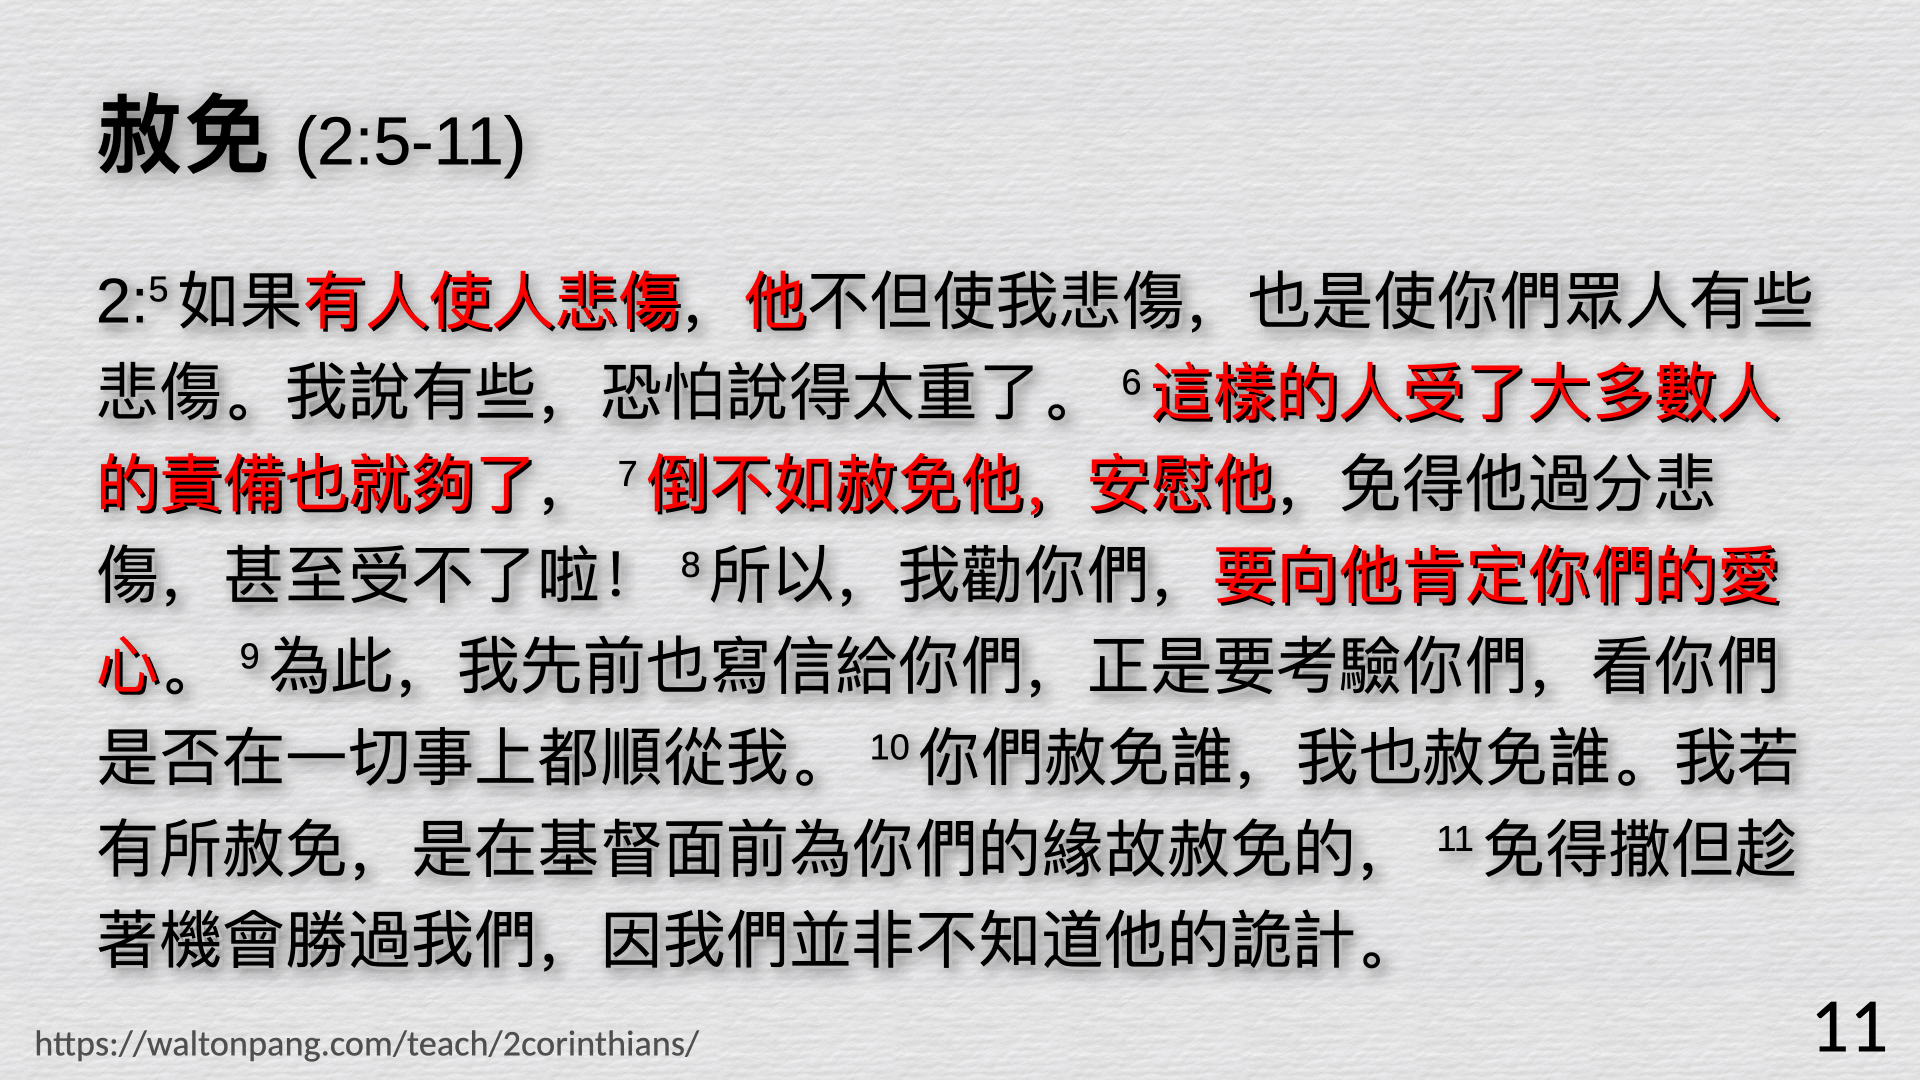 赦免 (2:5-11)
2:5 如果有人使人悲傷，他不但使我悲傷，也是使你們眾人有些
悲傷。我說有些，恐怕說得太重了。 6 這樣的人受了大多數人
的責備也就夠了， 7 倒不如赦免他，安慰他，免得他過分悲
傷，甚至受不了啦！ 8 所以，我勸你們，要向他肯定你們的愛
心。 9 為此，我先前也寫信給你們，正是要考驗你們，看你們
是否在一切事上都順從我。 10 你們赦免誰，我也赦免誰。我若
有所赦免，是在基督面前為你們的緣故赦免的， 11 免得撒但趁
著機會勝過我們，因我們並非不知道他的詭計。
https://waltonpang.com/teach/2corinthians/
11